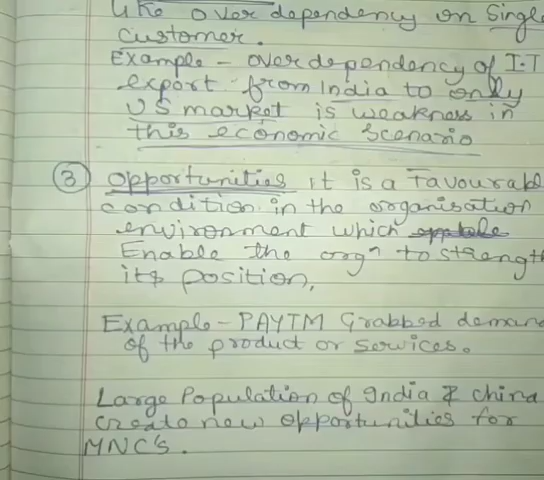 like over dependency on Single
Customer.
Example - over dependency of I.T
export from India to only
US market is weakness in
this economic Scenario
③ Opportunities it is a Favourabl
condition in the organisation
environment which
Enable the orgⁿ to strength
its position,
Example - PAYTM Grabbed deman
of the product or services.
Large Population of India & China
create new opportunities for
MNC'S.